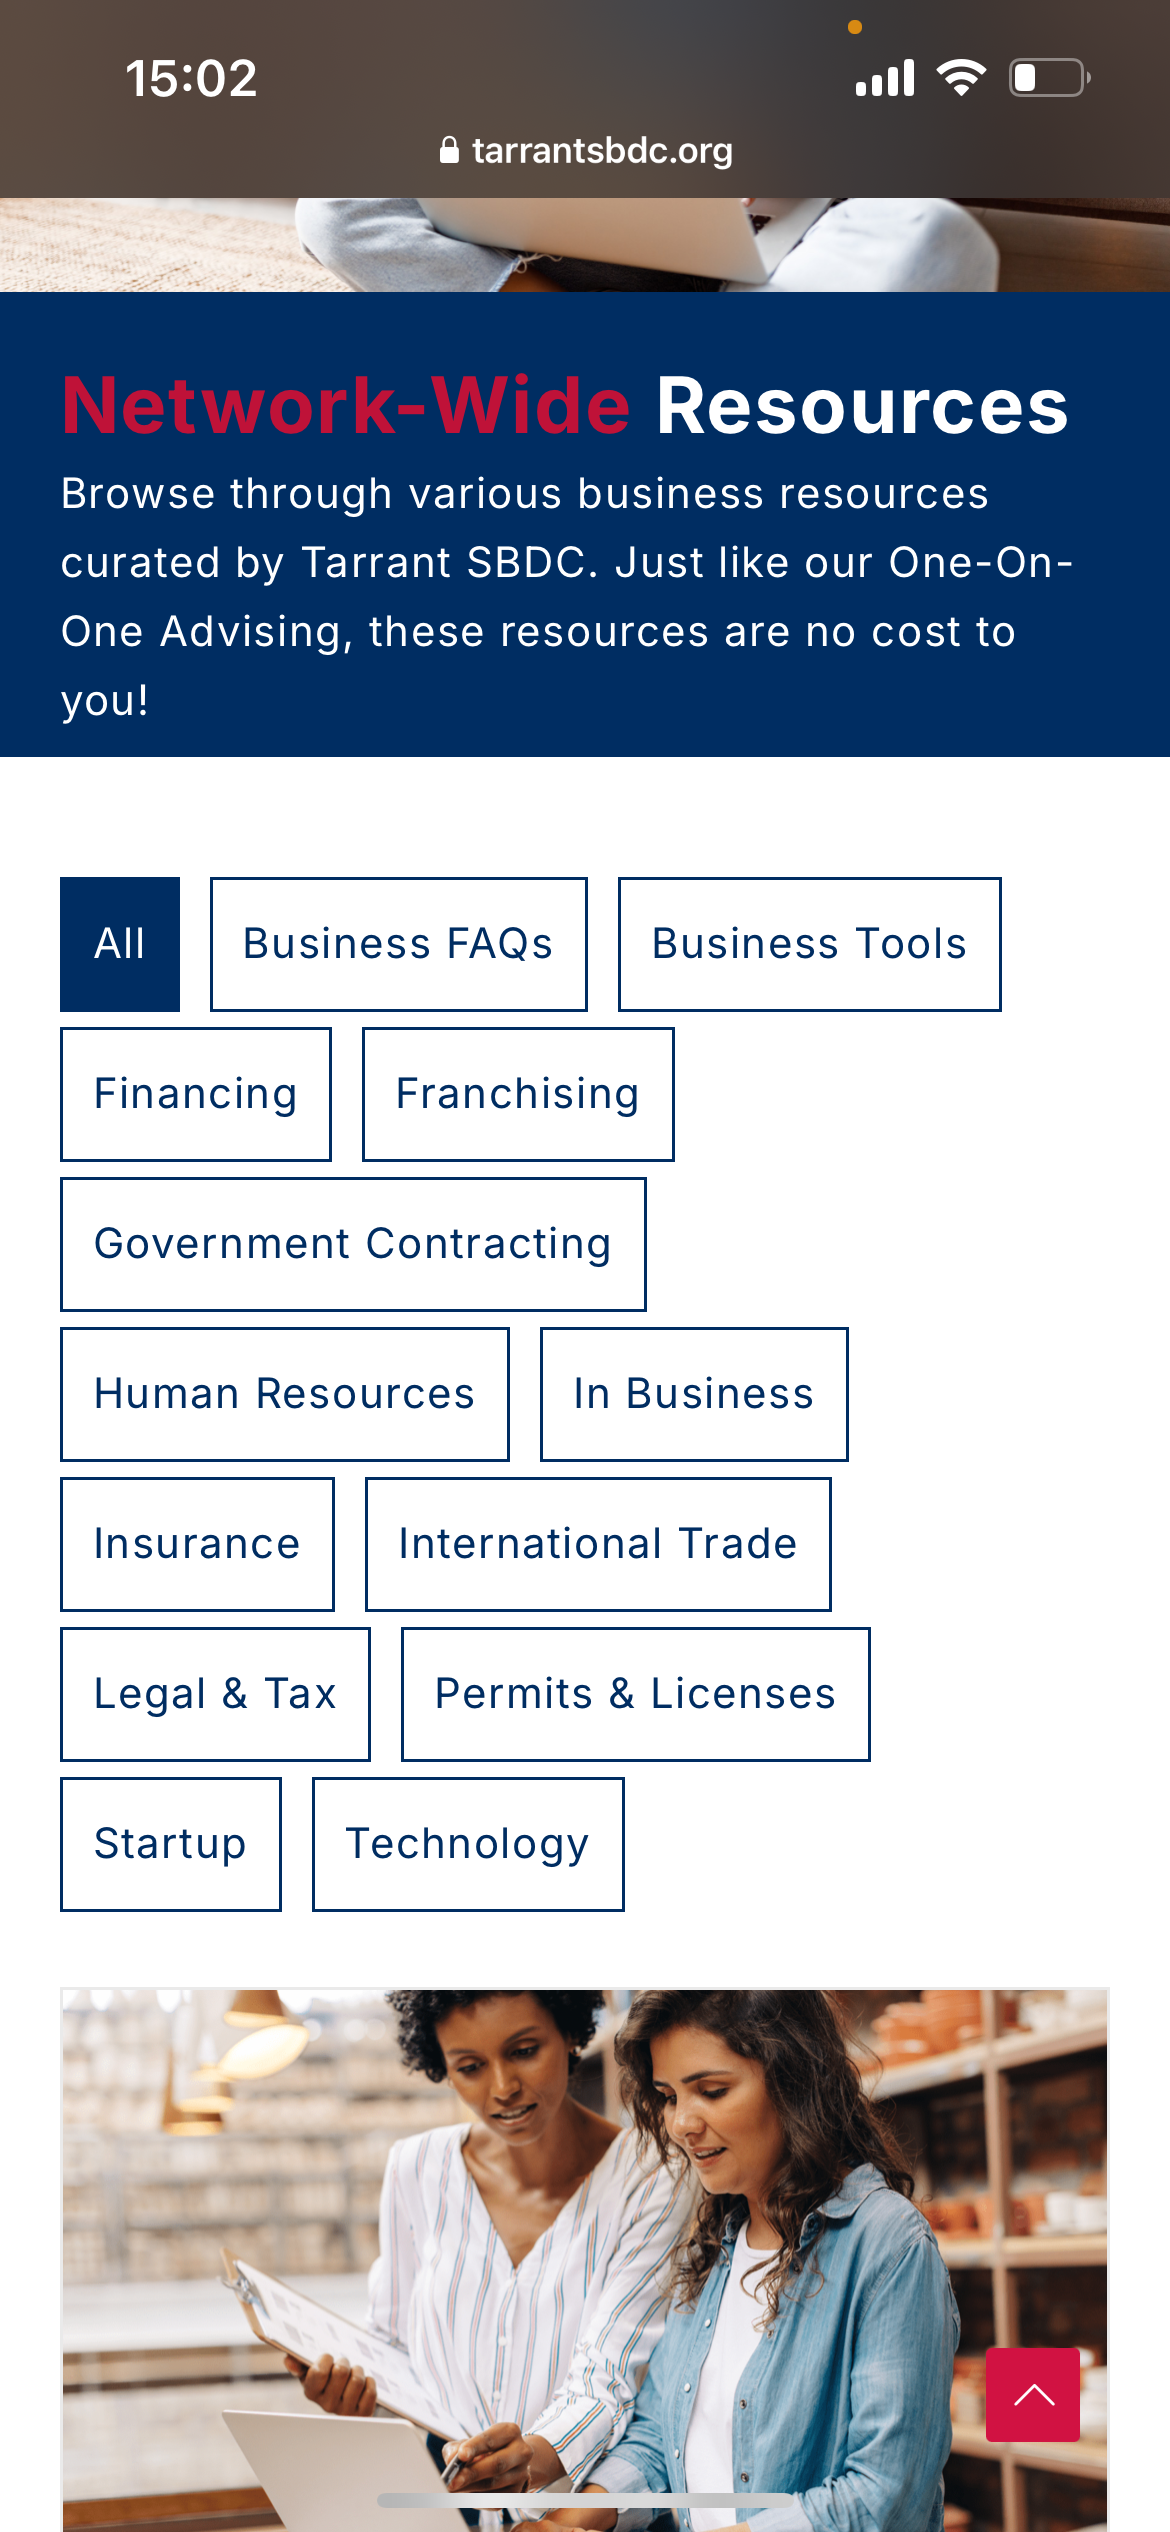 15:02
tarrantsbdc.org
Network-Wide Resources
Browse through various business resources
curated by Tarrant SBDC. Just like our One-On-
One Advising, these resources are no cost to
you!
All
Business FAQs
Business Tools
Financing
Franchising
Government Contracting
Human Resources
In Business
Insurance
International Trade
Legal & Tax
Permits & Licenses
Startup
Technology